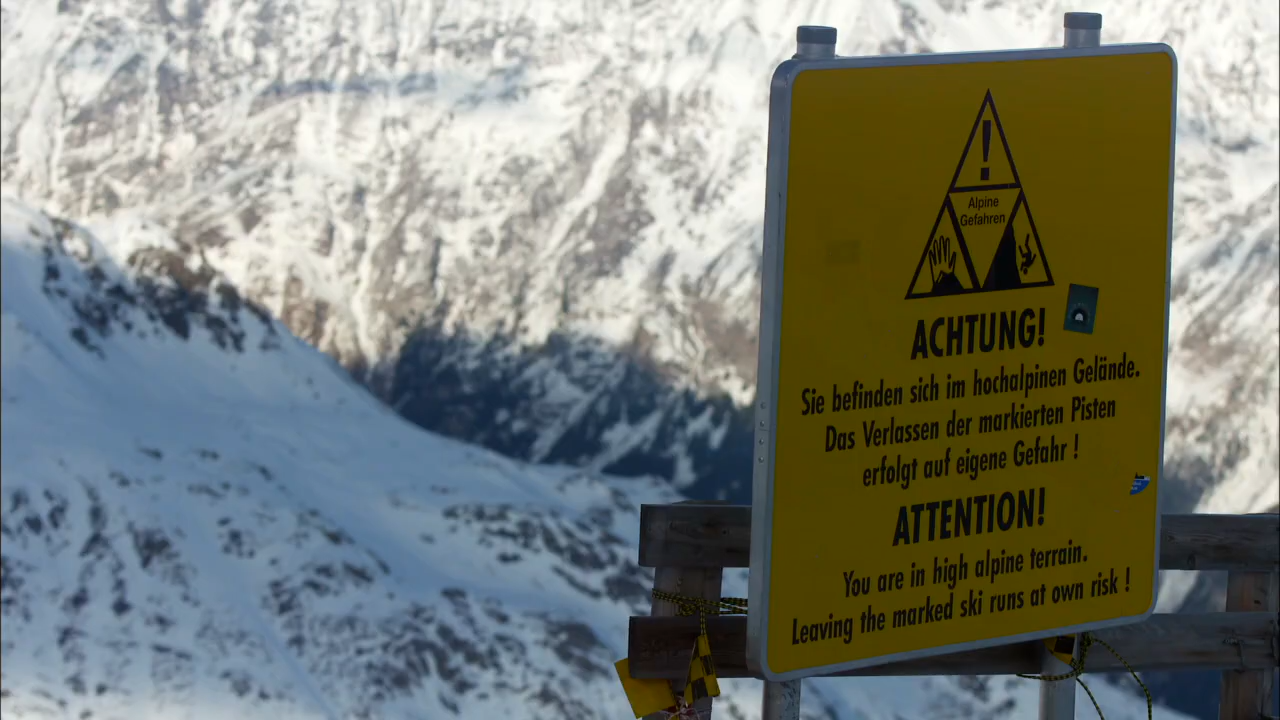 !
Alpine
Gefahren
ACHTUNG!
Sie befinden sich im hochalpinen Gelände.
Das Verlassen der markierten Pisten
erfolgt auf eigene Gefahr !
ATTENTION!
You are in high alpine terrain.
Leaving the marked ski runs at own risk !